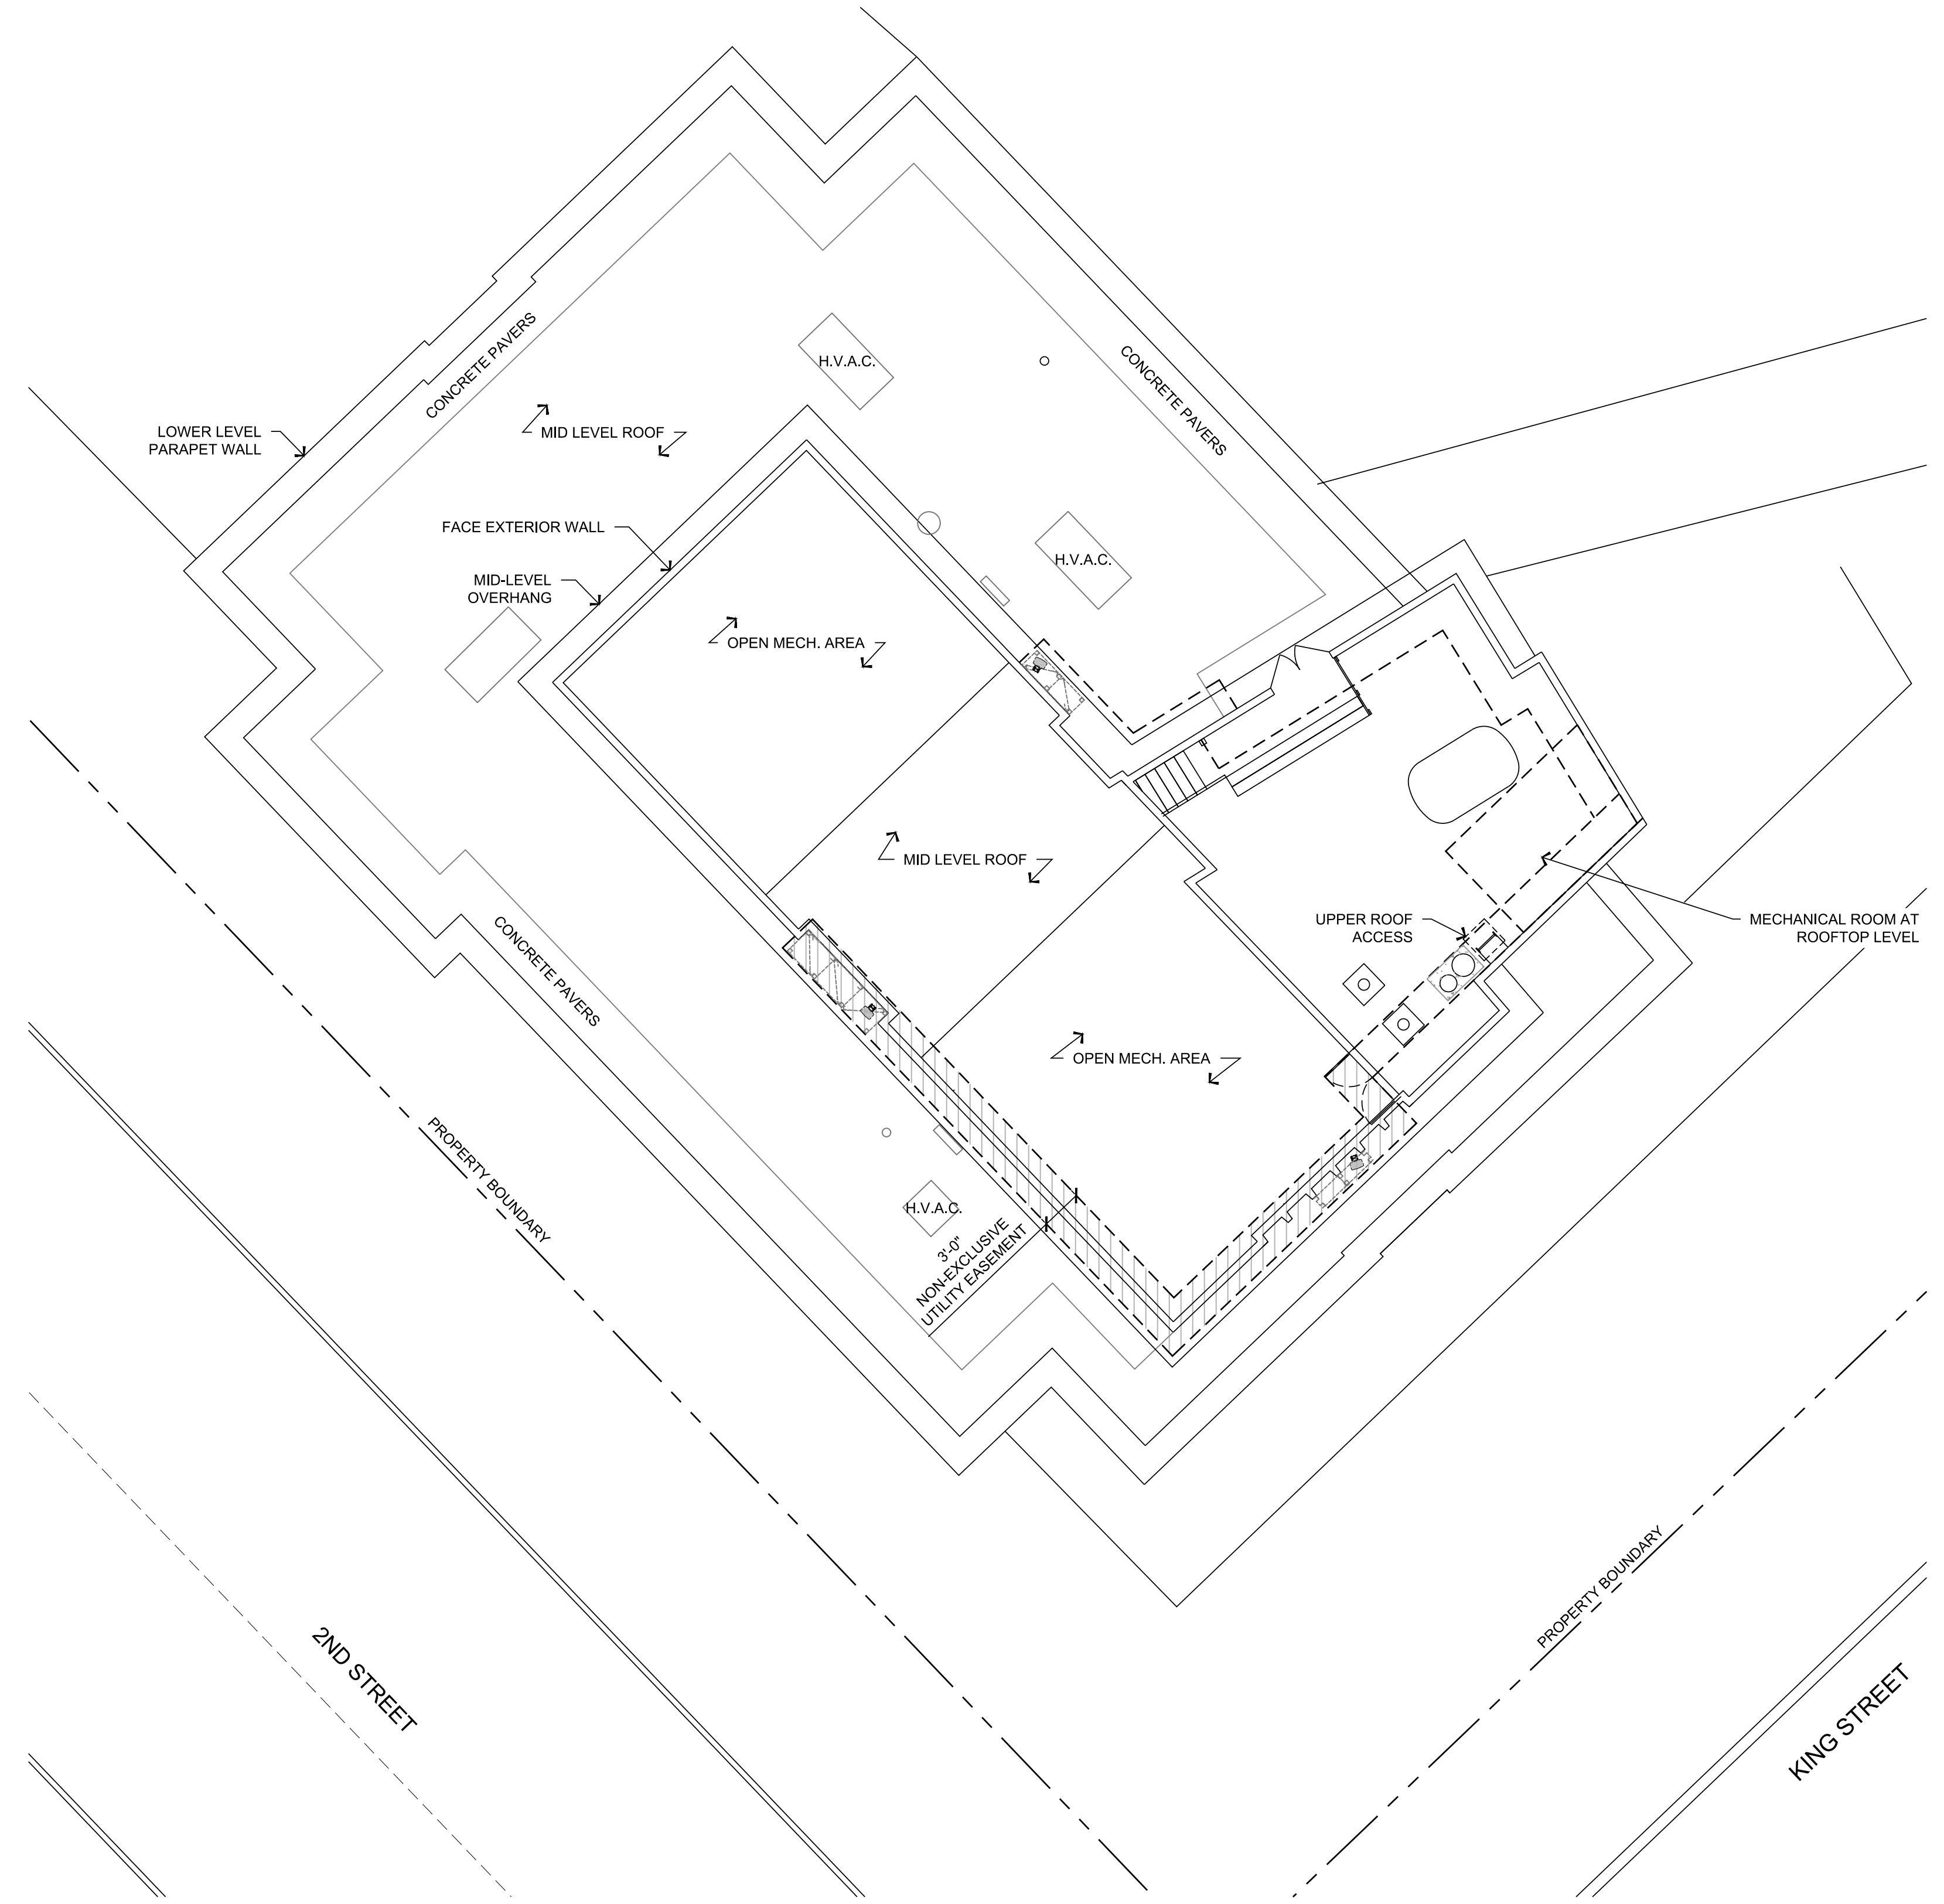 CONCRETE PAVERS
CONCRETE PAVERS
H.V.A.C.
LOWER LEVEL
PARAPET WALL
MID LEVEL ROOF
FACE EXTERIOR WALL
H.V.A.C.
MID-LEVEL
OVERHANG
OPEN MECH. AREA
MID LEVEL ROOF
UPPER ROOF
ACCESS
MECHANICAL ROOM AT
ROOFTOP LEVEL
CONCRETE PAVERS
OPEN MECH. AREA
PROPERTY BOUNDARY
H.V.A.C.
3'-0"
NON-EXCLUSIVE
UTILITY EASEMENT
PROPERTY BOUNDARY
2ND STREET
KING STREET